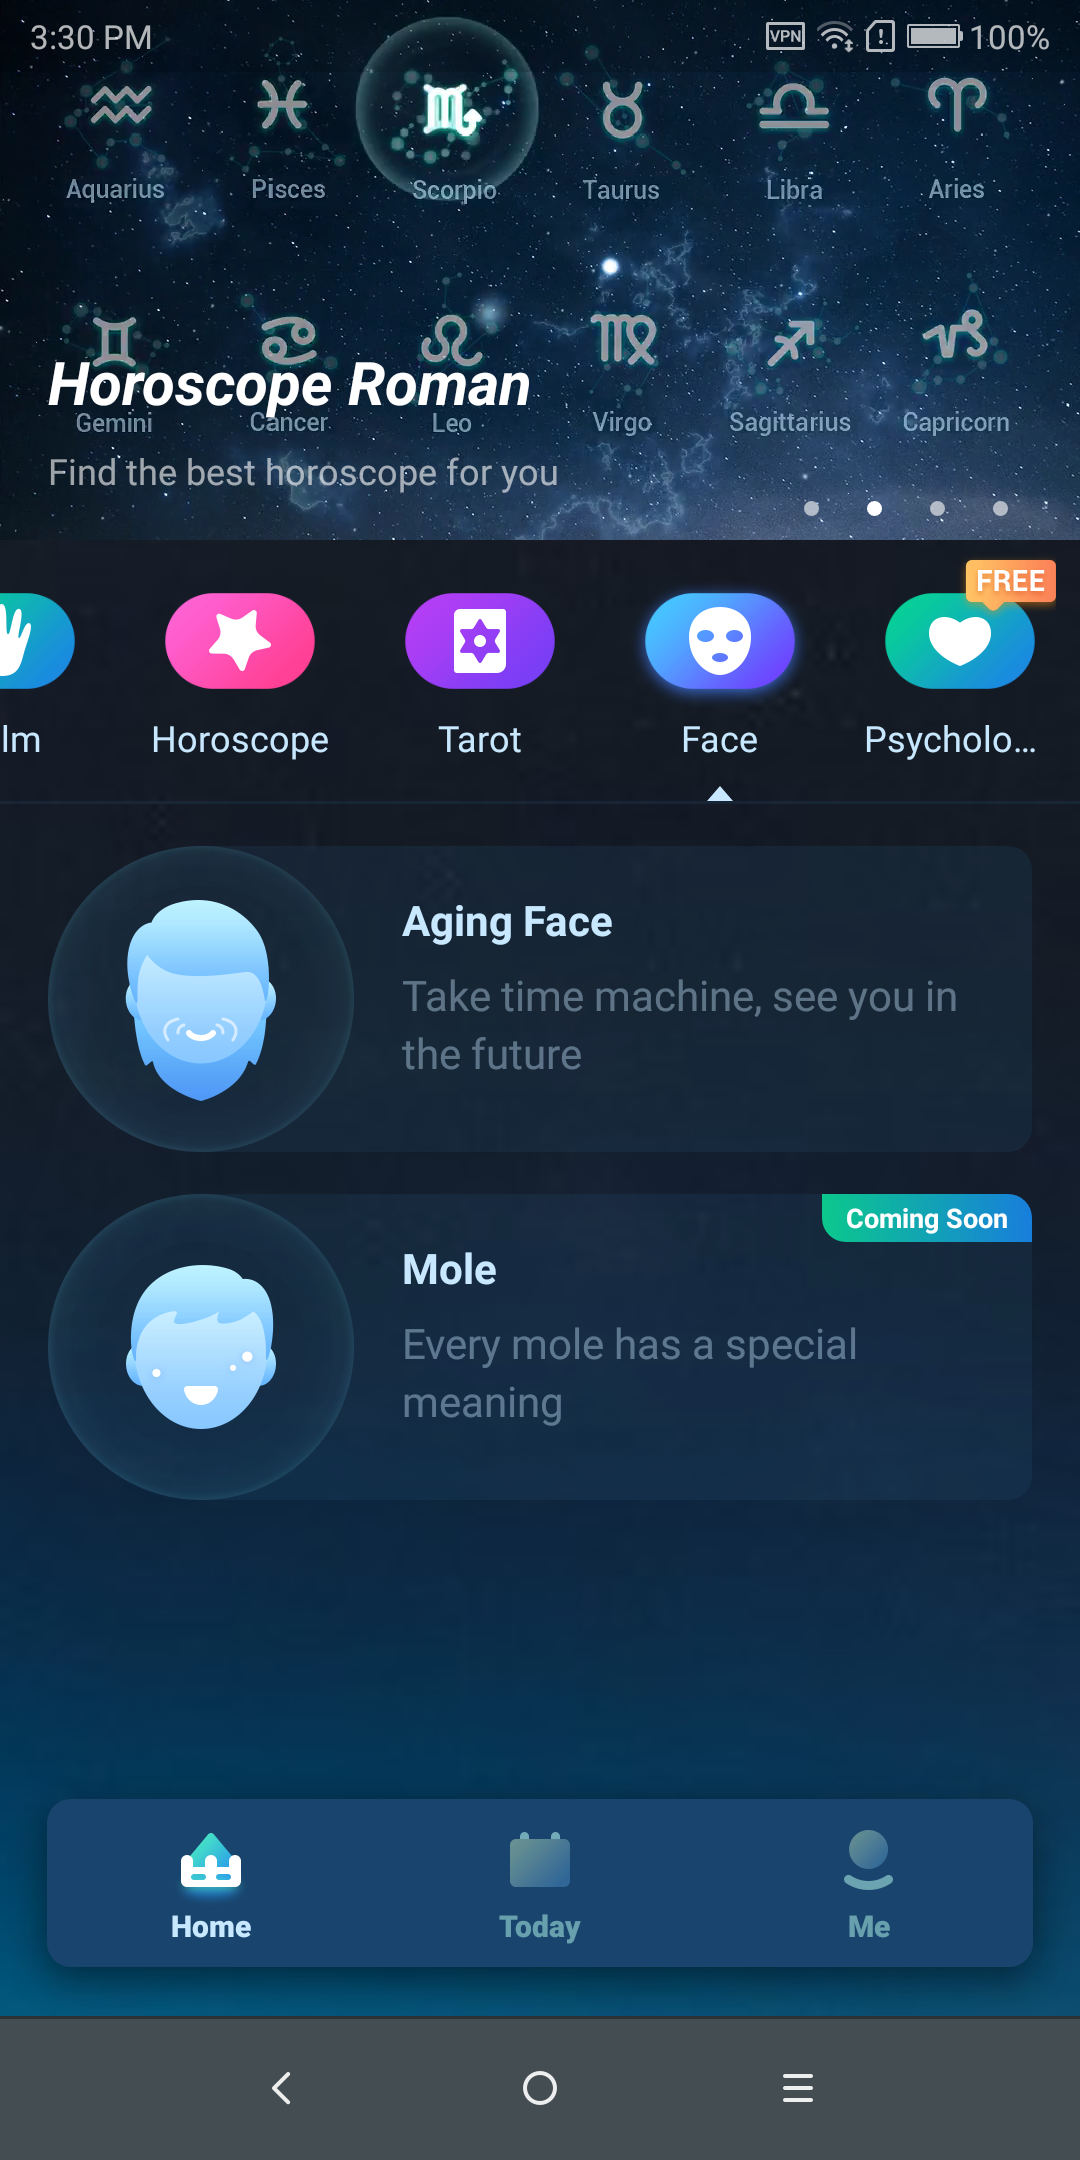 3:30 PM
VPN
100%
Aquarius
Pisces
Scorpio
Taurus
Libra
Aries
Horoscope Roman
Gemini
Cancer
Leo
Virgo
Sagittarius
Capricorn
Find the best horoscope for you
FREE
lm
Horoscope
Tarot
Face
Psycholo...
Aging Face
Take time machine, see you in
the future
Coming Soon
Mole
Every mole has a special
meaning
Home
Today
Me